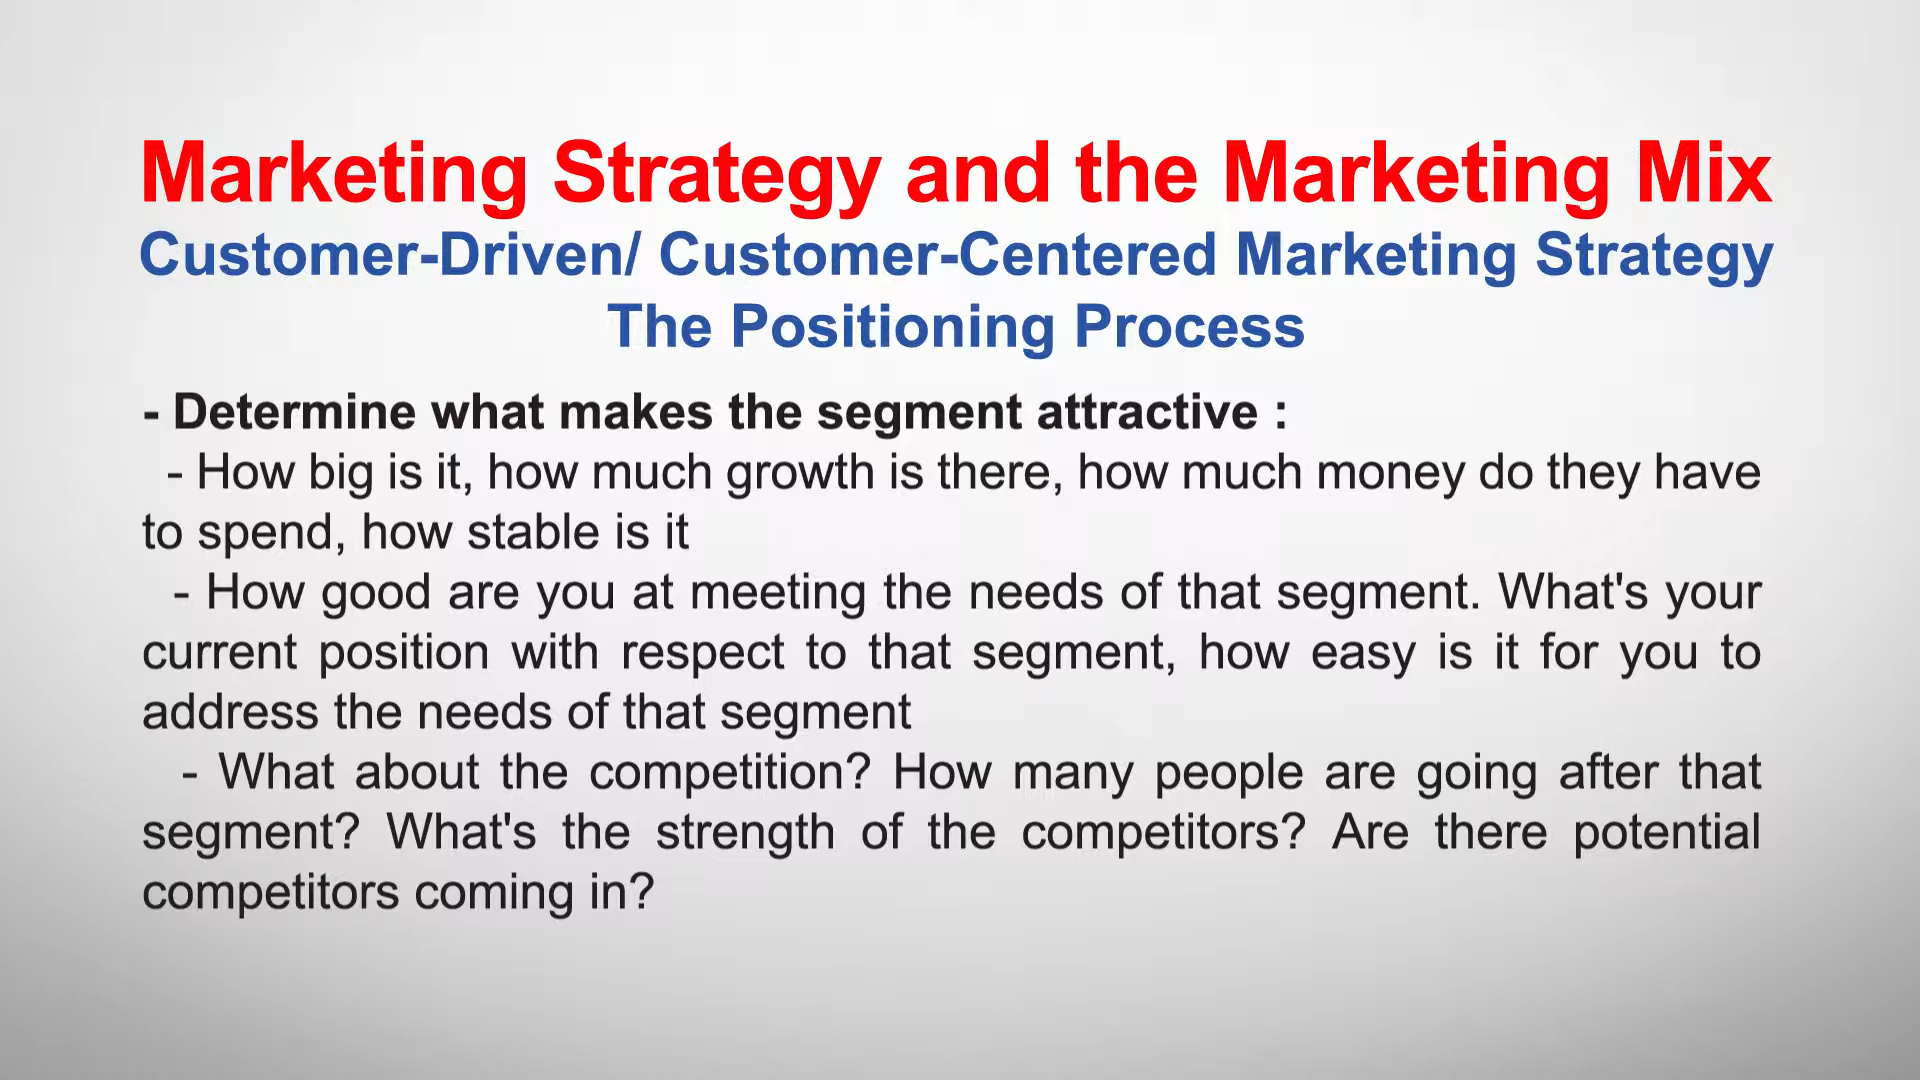 Marketing Strategy and the Marketing Mix
Customer-Driven/ Customer-Centered Marketing Strategy
The Positioning Process
- Determine what makes the segment attractive :
- How big is it, how much growth is there, how much money do they have
to spend, how stable is it
- How good are you at meeting the needs of that segment. What's your
current position with respect to that segment, how easy is it for you to
address the needs of that segment
- What about the competition? How many people are going after that
segment? What's the strength of the competitors? Are there potential
competitors coming in?